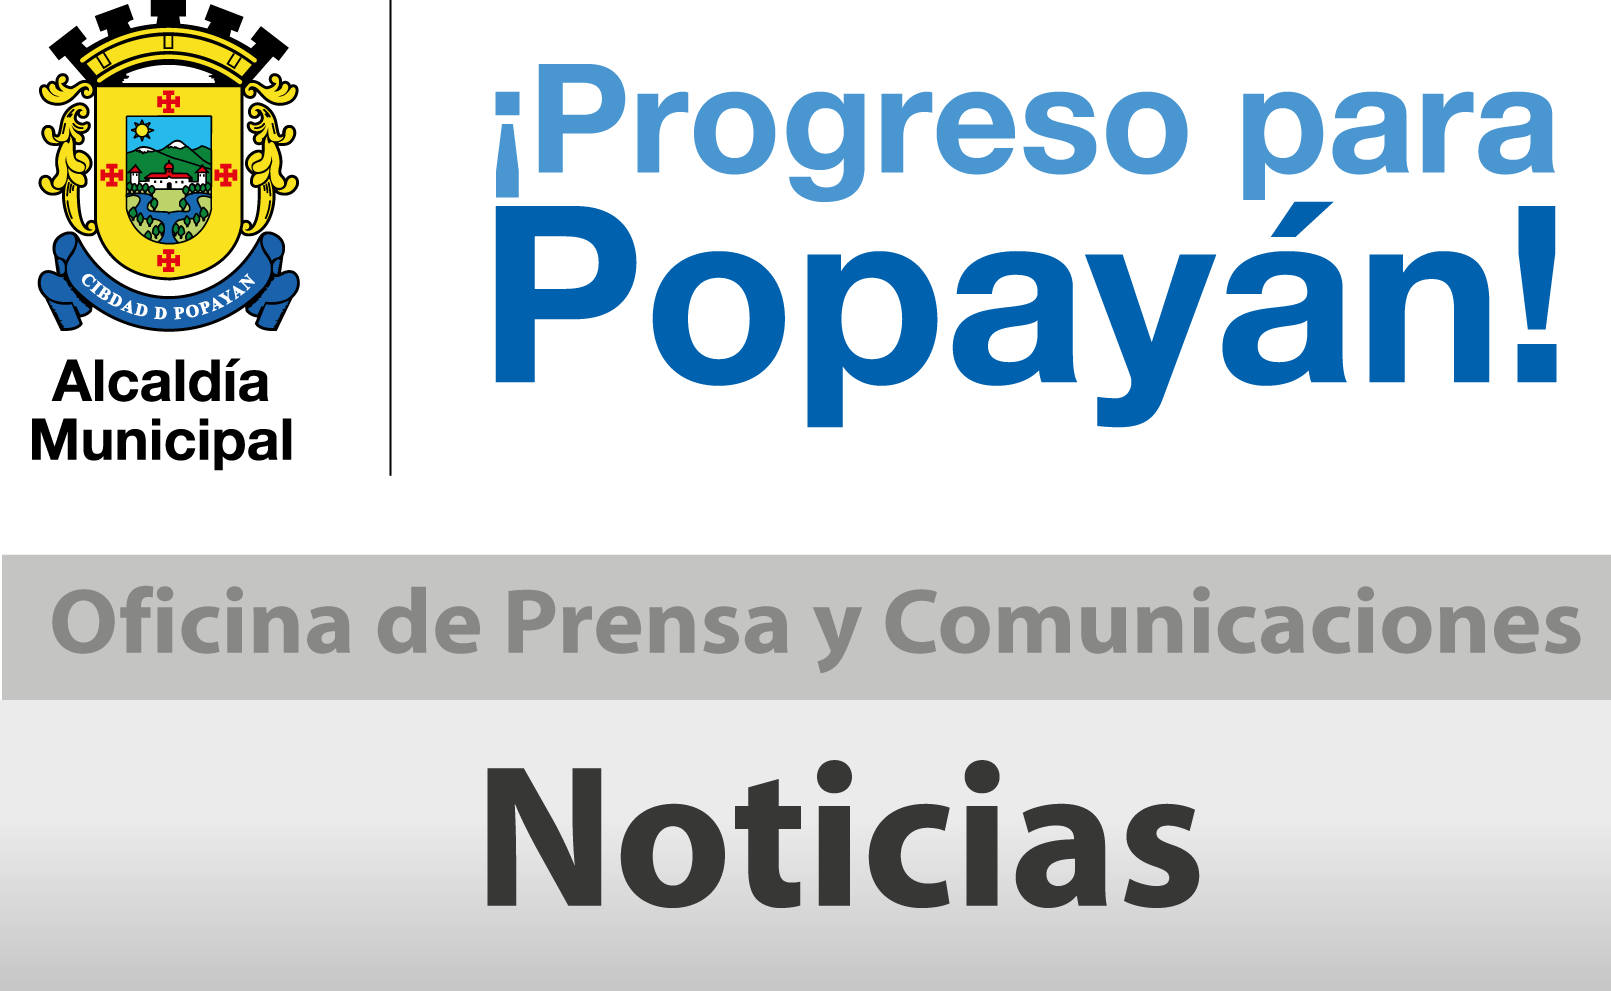 CIBDAD D POPAYAN
Alcaldía
Municipal
¡Progreso para
Popayán!
Oficina de Prensa y Comunicaciones
Noticias